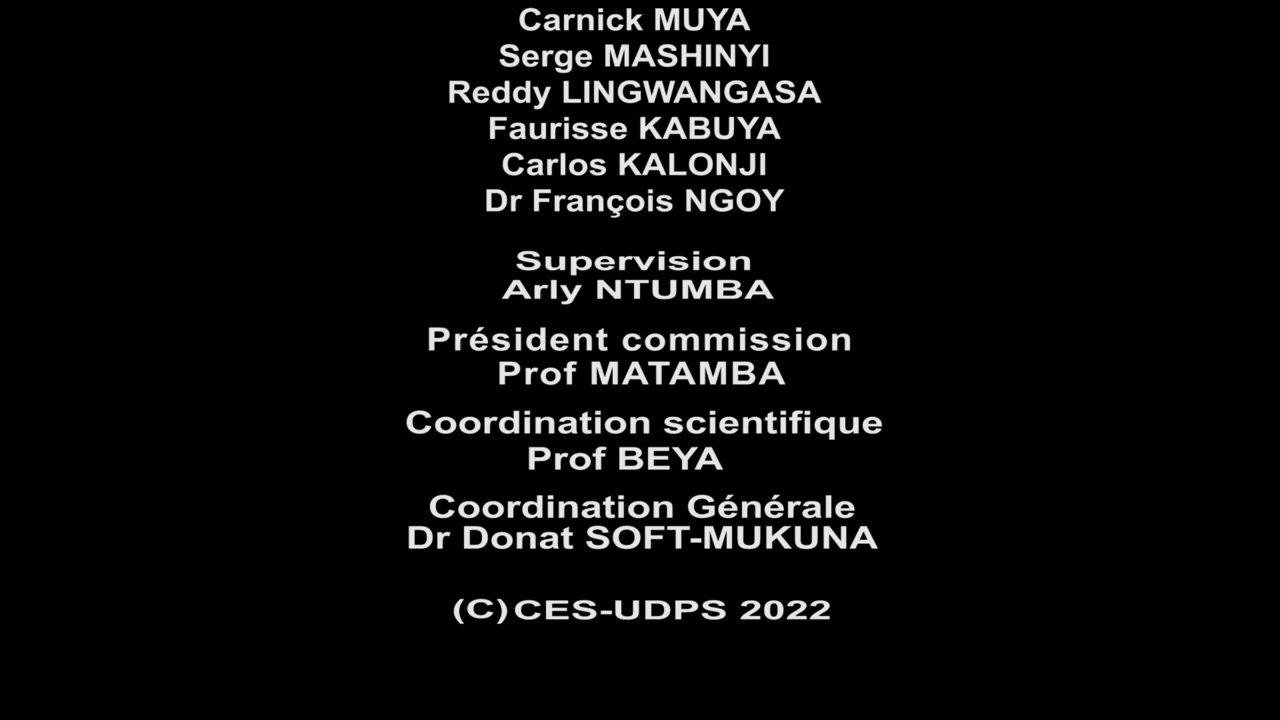 Carnick MUYA
Serge MASHINYI
Reddy LINGWANGASA
Faurisse KABUYA
Carlos KALONJI
Dr François NGOY
Supervision
Arly NTUMBA
Président commission
Prof MATAMBA
Coordination scientifique
Prof BEYA
Coordination Générale
Dr Donat SOFT-MUKUNA
(C) CES-UDPS 2022